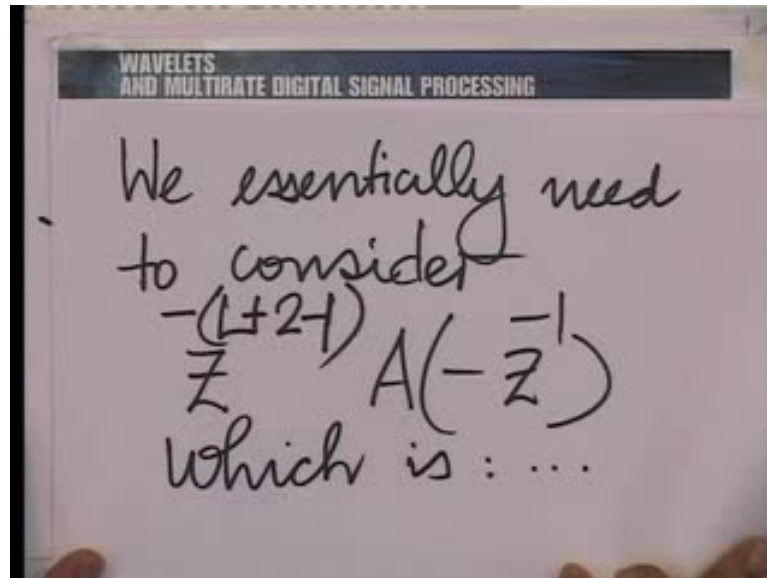 WAVELETS
AND MULTIRATE DIGITAL SIGNAL PROCESSING
We essentially need
to consider
z^{-(L+2-1)} A(-z^{-1})
which is : ...